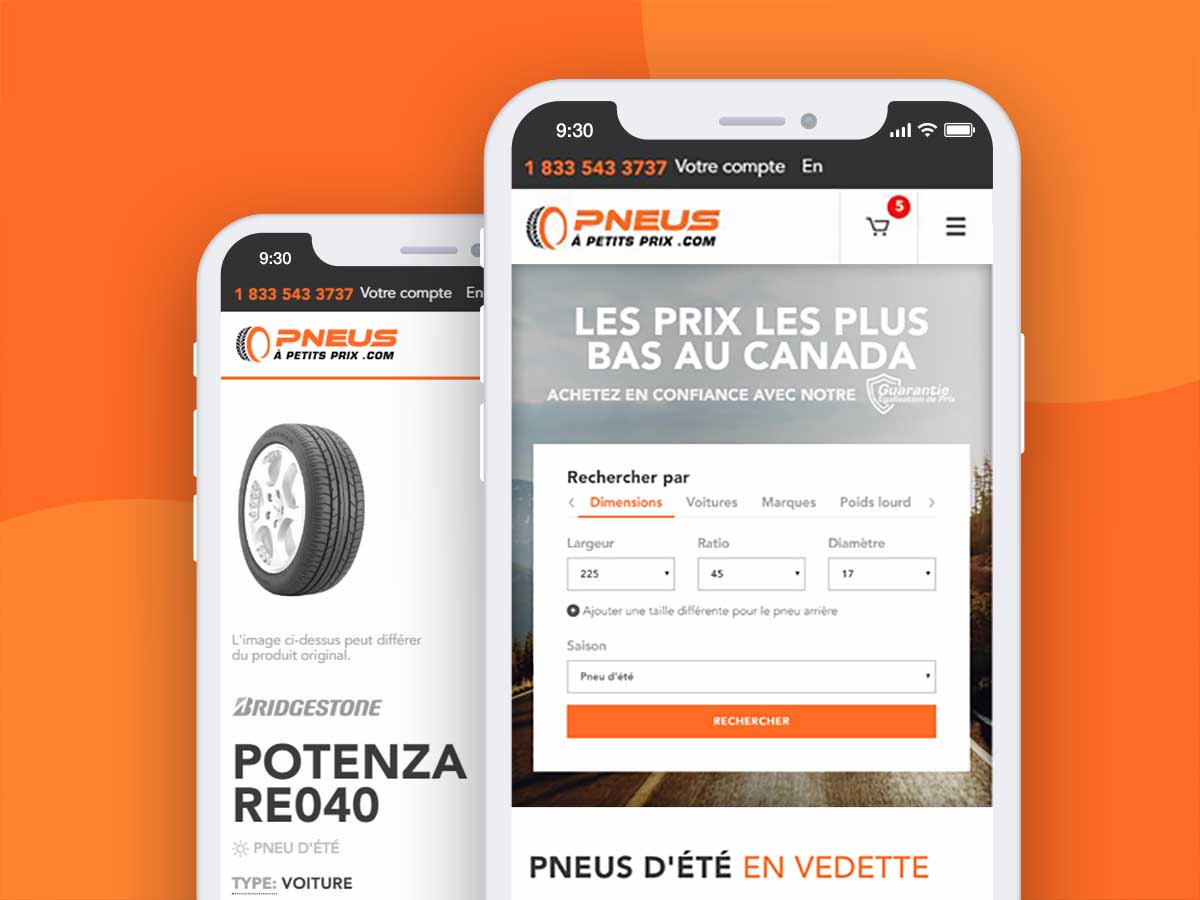 9:30
1 833 543 3737 Votre compte En
PNEUS
À PETITS PRIX .COM
L'image ci-dessus peut différer
du produit original.
BRIDGESTONE
POTENZA
RE040
PNEU D'ÉTÉ
TYPE: VOITURE
9:30
1 833 543 3737 Votre compte En
PNEUS
À PETITS PRIX .COM
5
LES PRIX LES PLUS
BAS AU CANADA
ACHETEZ EN CONFIANCE AVEC NOTRE Guarantie
Égalisation de Prix
Rechercher par
Dimensions Voitures Marques Poids lourd
Largeur Ratio Diamètre
225 45 17
Ajouter une taille différente pour le pneu arrière
Saison
Pneu d'été
RECHERCHER
PNEUS D'ÉTÉ EN VEDETTE